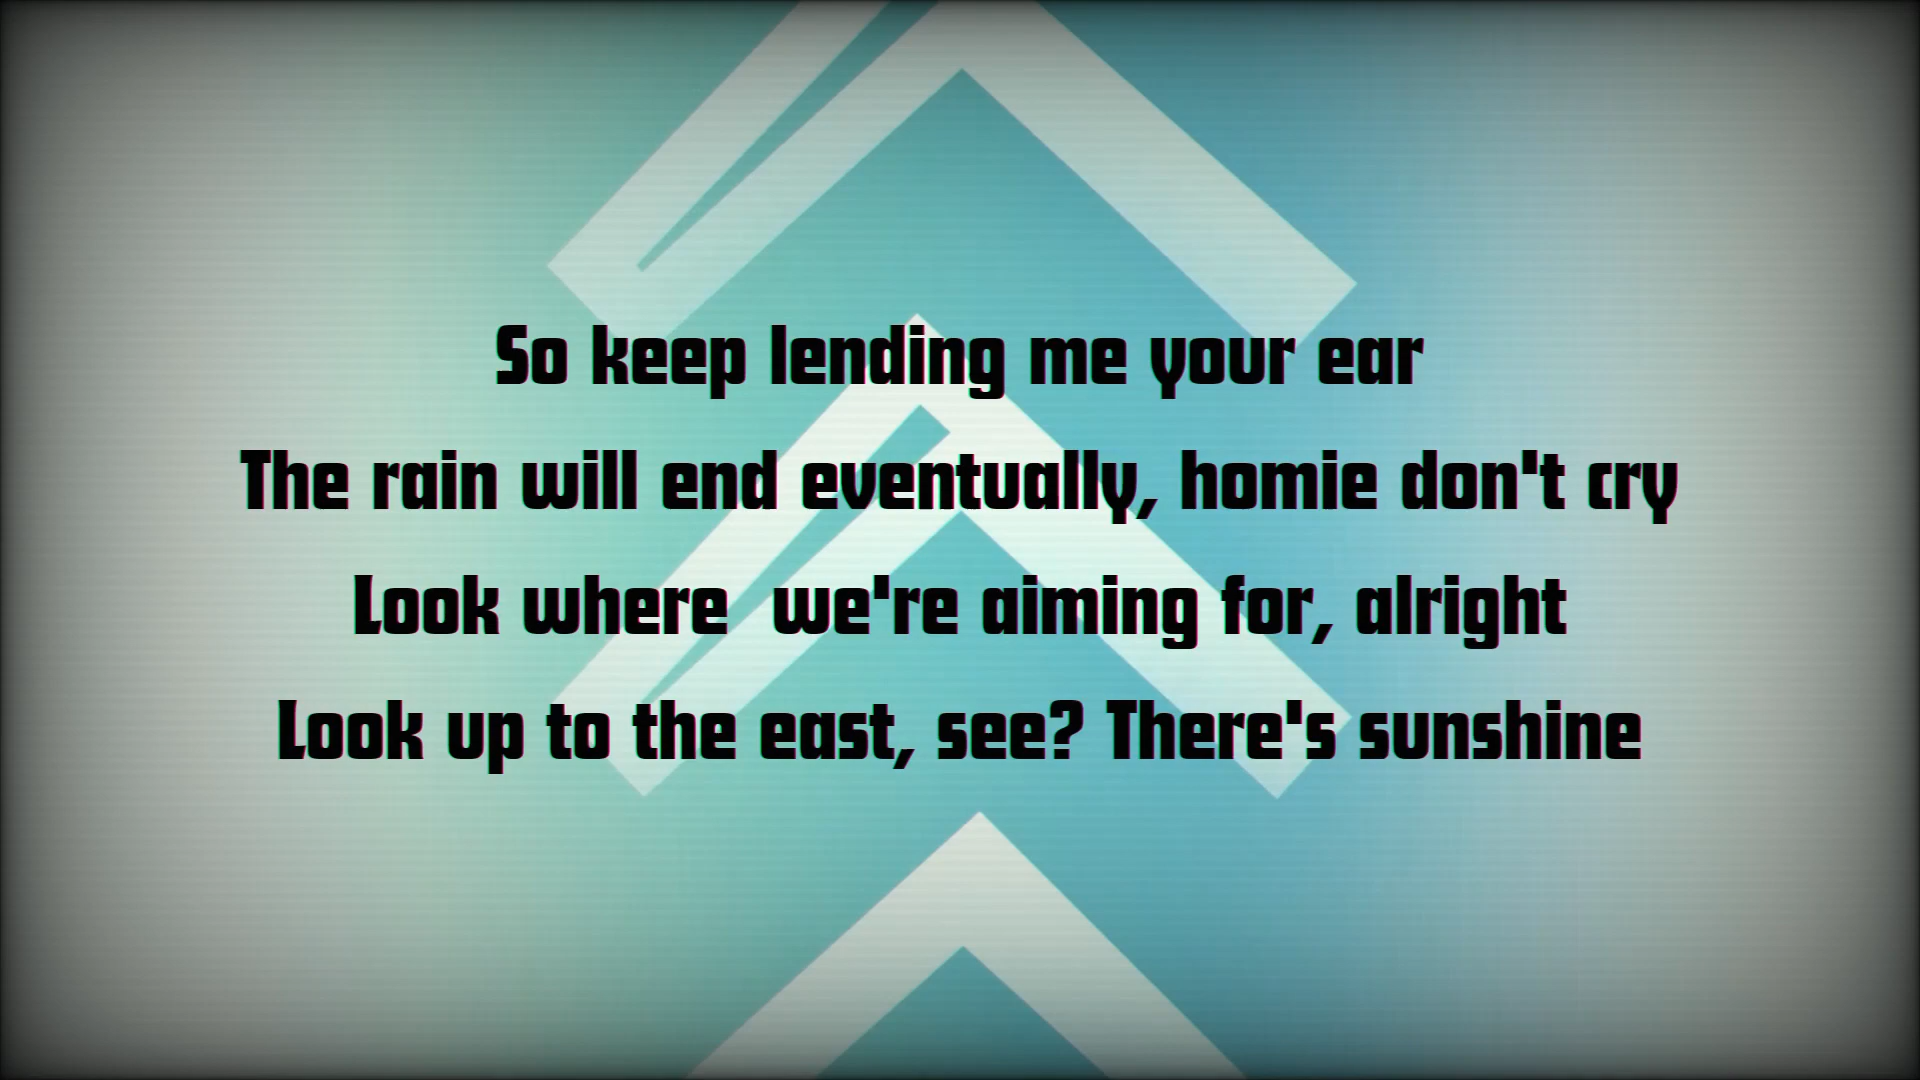 So keep lending me your ear
The rain will end eventually, homie don't cry
Look where  we're aiming for, alright
Look up to the east, see? There's sunshine